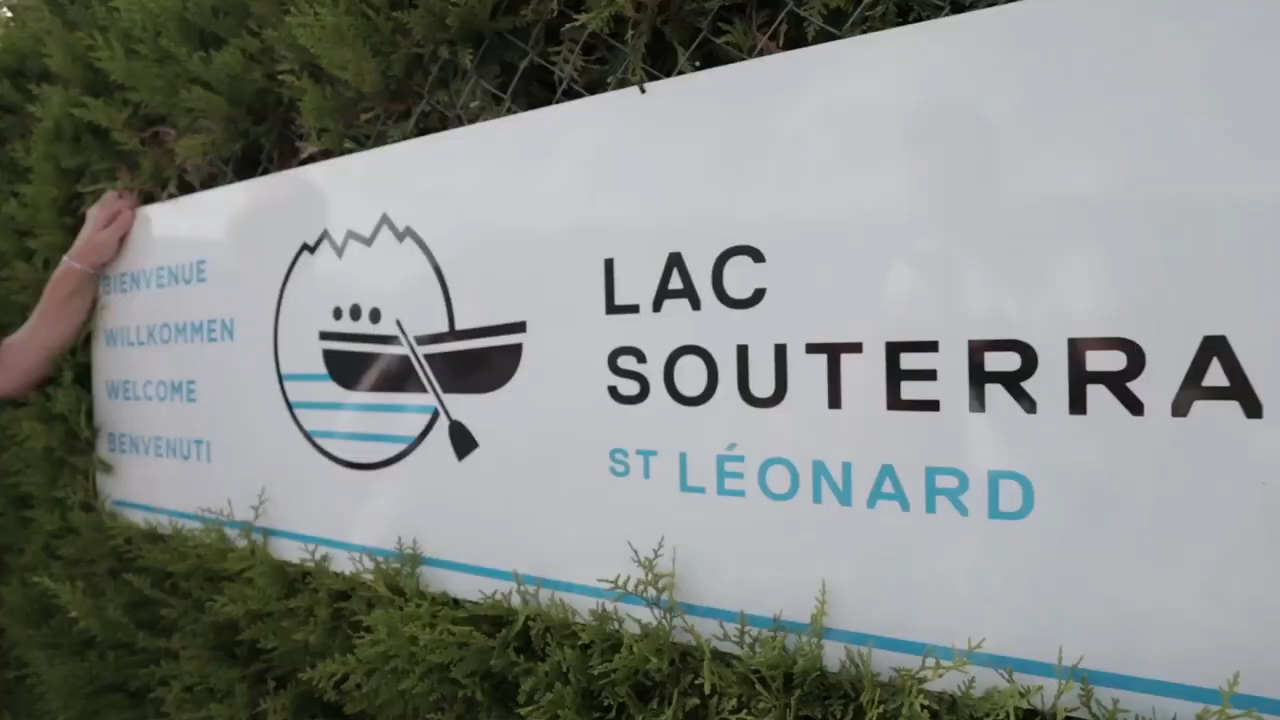 BIENVENUE
WILLKOMMEN
WELCOME
BENVENUTI
LAC
SOUTERRA
ST LÉONARD